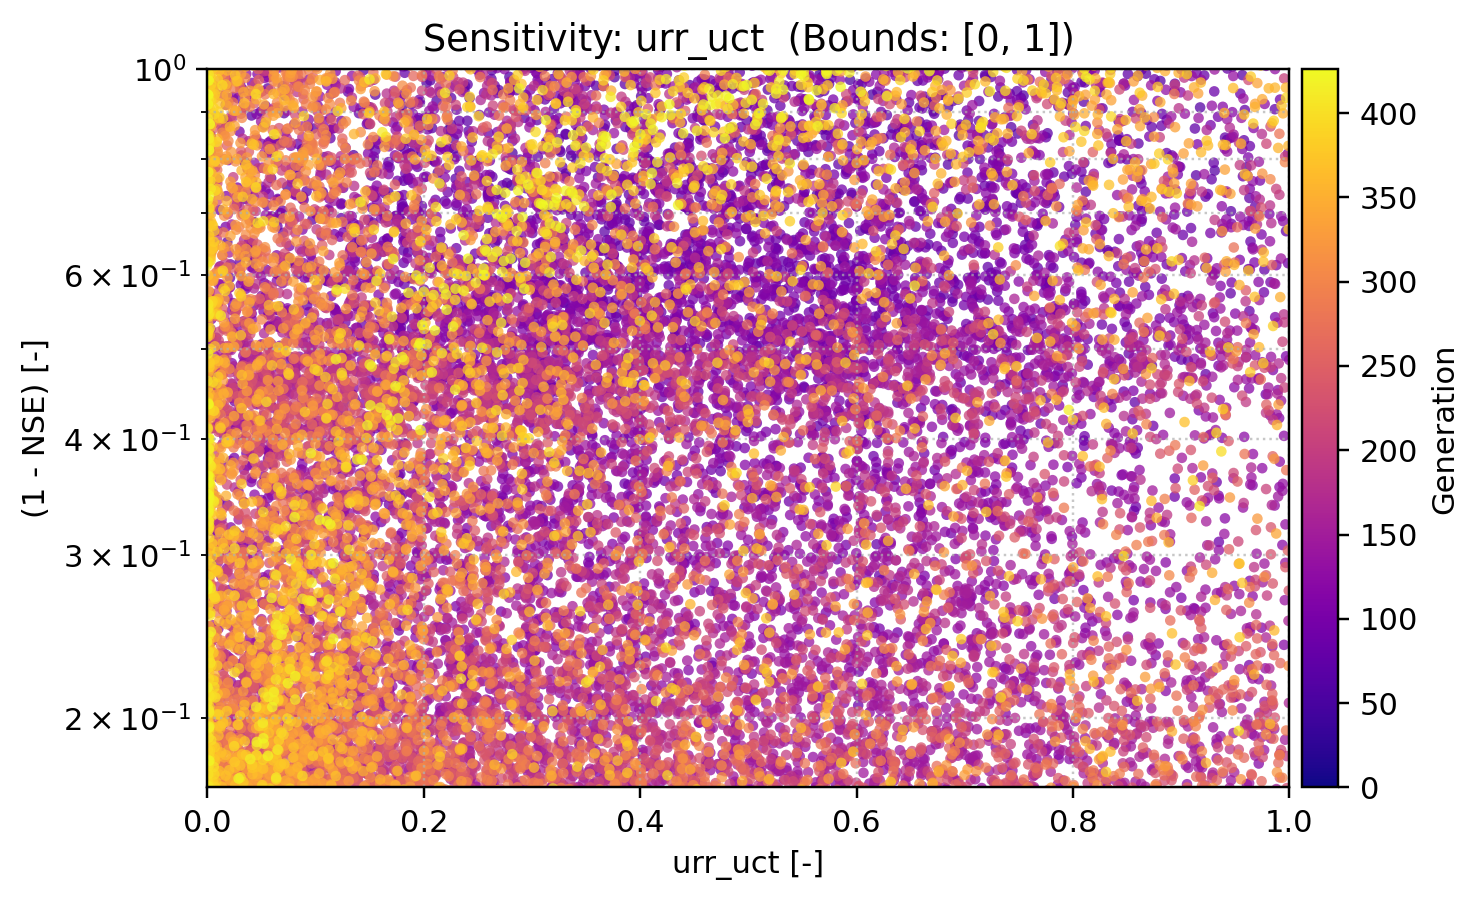 Sensitivity: urr_uct (Bounds: [0, 1])
10⁰
6 × 10⁻¹
4 × 10⁻¹
3 × 10⁻¹
2 × 10⁻¹
(1 - NSE) [-]
0.0 0.2 0.4 0.6 0.8 1.0
urr_uct [-]
400
350
300
250
200
150
100
50
0
Generation